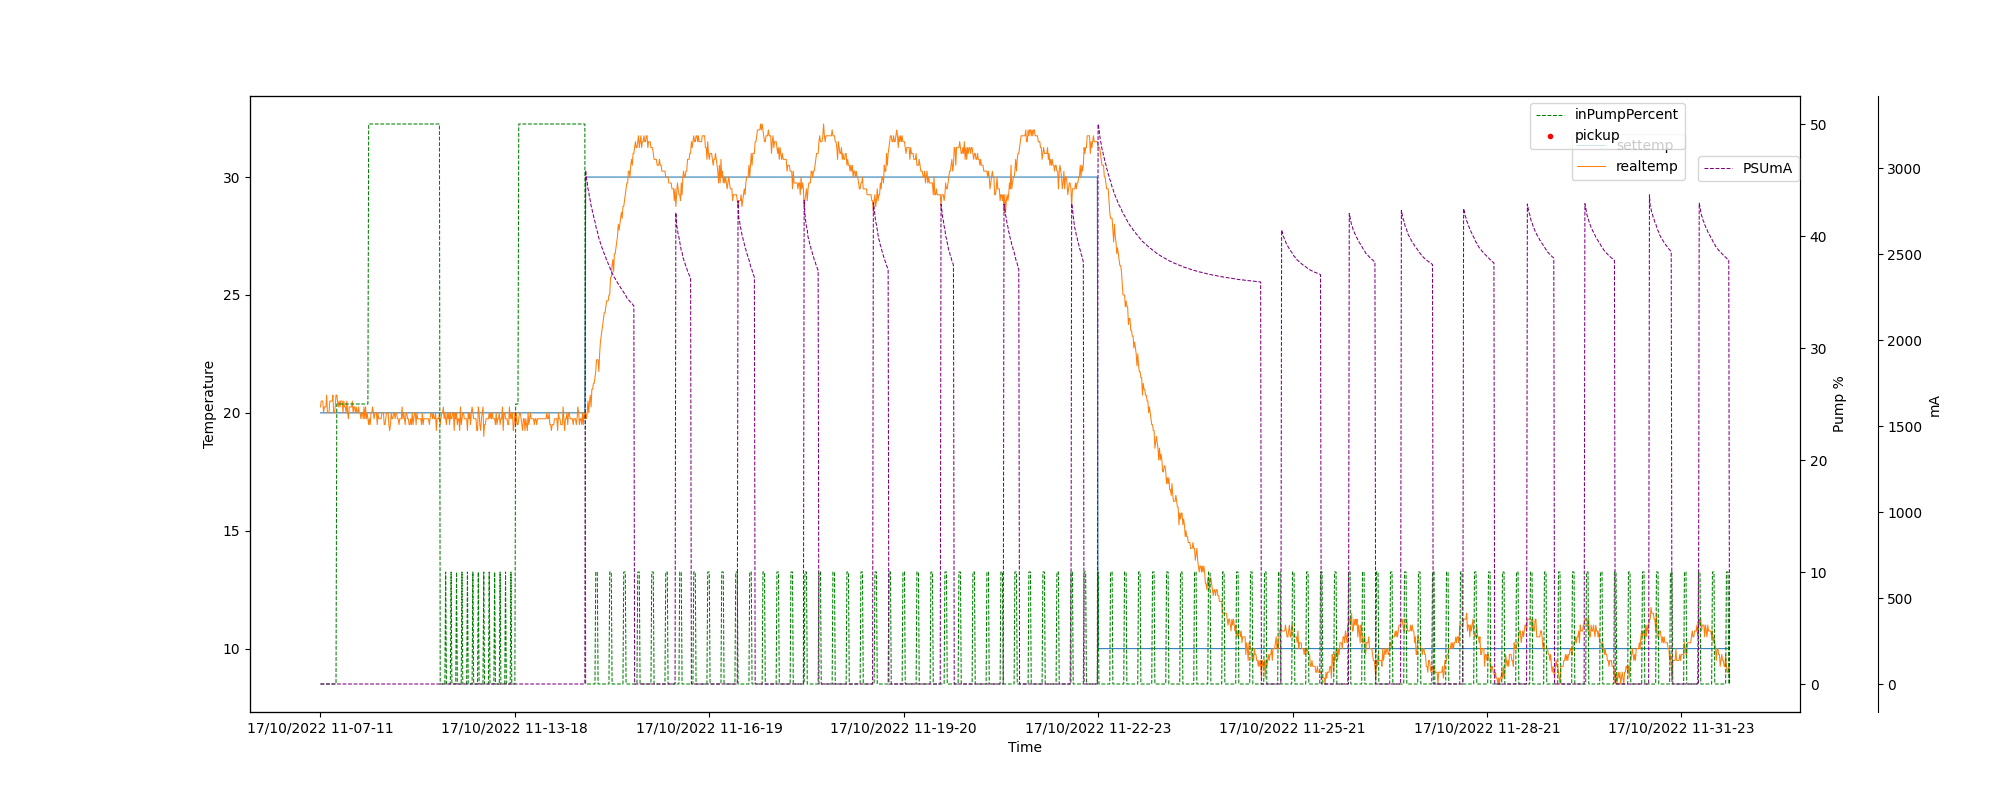 inPumpPercent
pickup
settemp
realtemp
PSUmA
Temperature
30
25
20
15
10
50
40
30
20
10
0
Pump %
3000
2500
2000
1500
1000
500
0
mA
17/10/2022 11-07-11
17/10/2022 11-13-18
17/10/2022 11-16-19
17/10/2022 11-19-20
17/10/2022 11-22-23
17/10/2022 11-25-21
17/10/2022 11-28-21
17/10/2022 11-31-23
Time